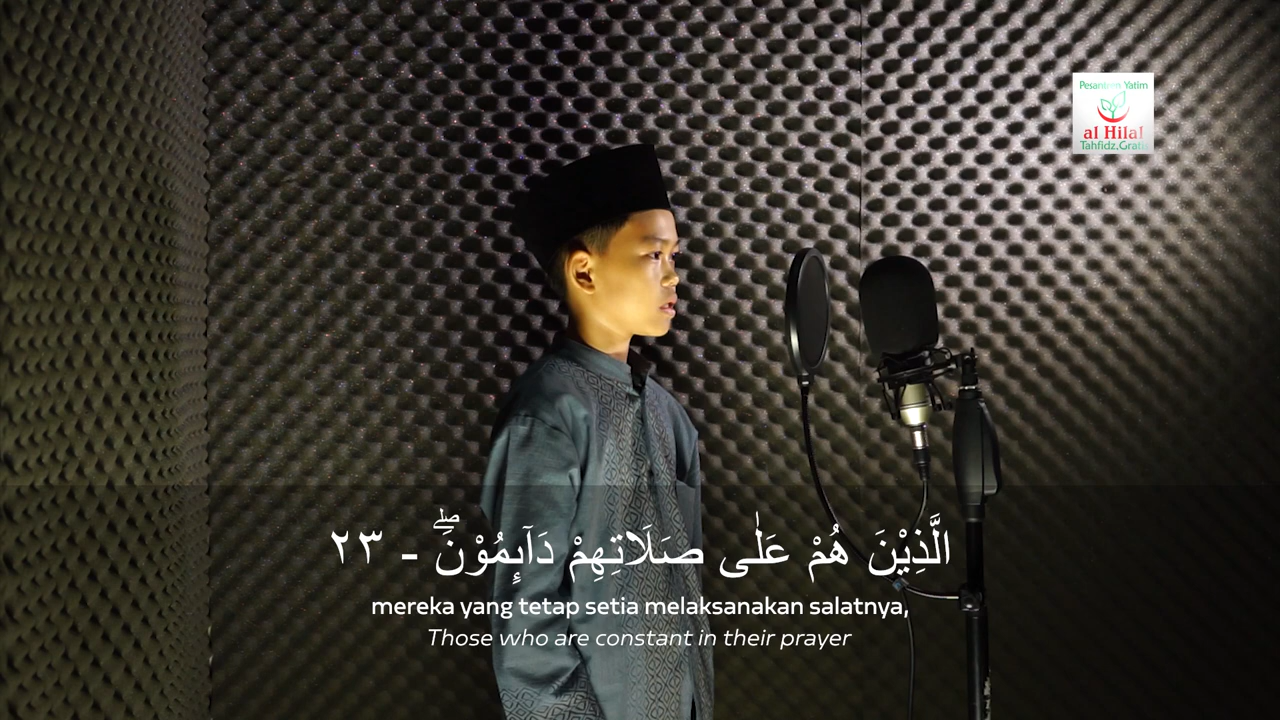 Pesantren Yatim
al Hilal
Tahfidz.Gratis
الَّذِيْنَ هُمْ عَلٰى صَلَاتِهِمْ دَاۤىِٕمُوْنَۖ - ٢٣
mereka yang tetap setia melaksanakan salatnya,
Those who are constant in their prayer